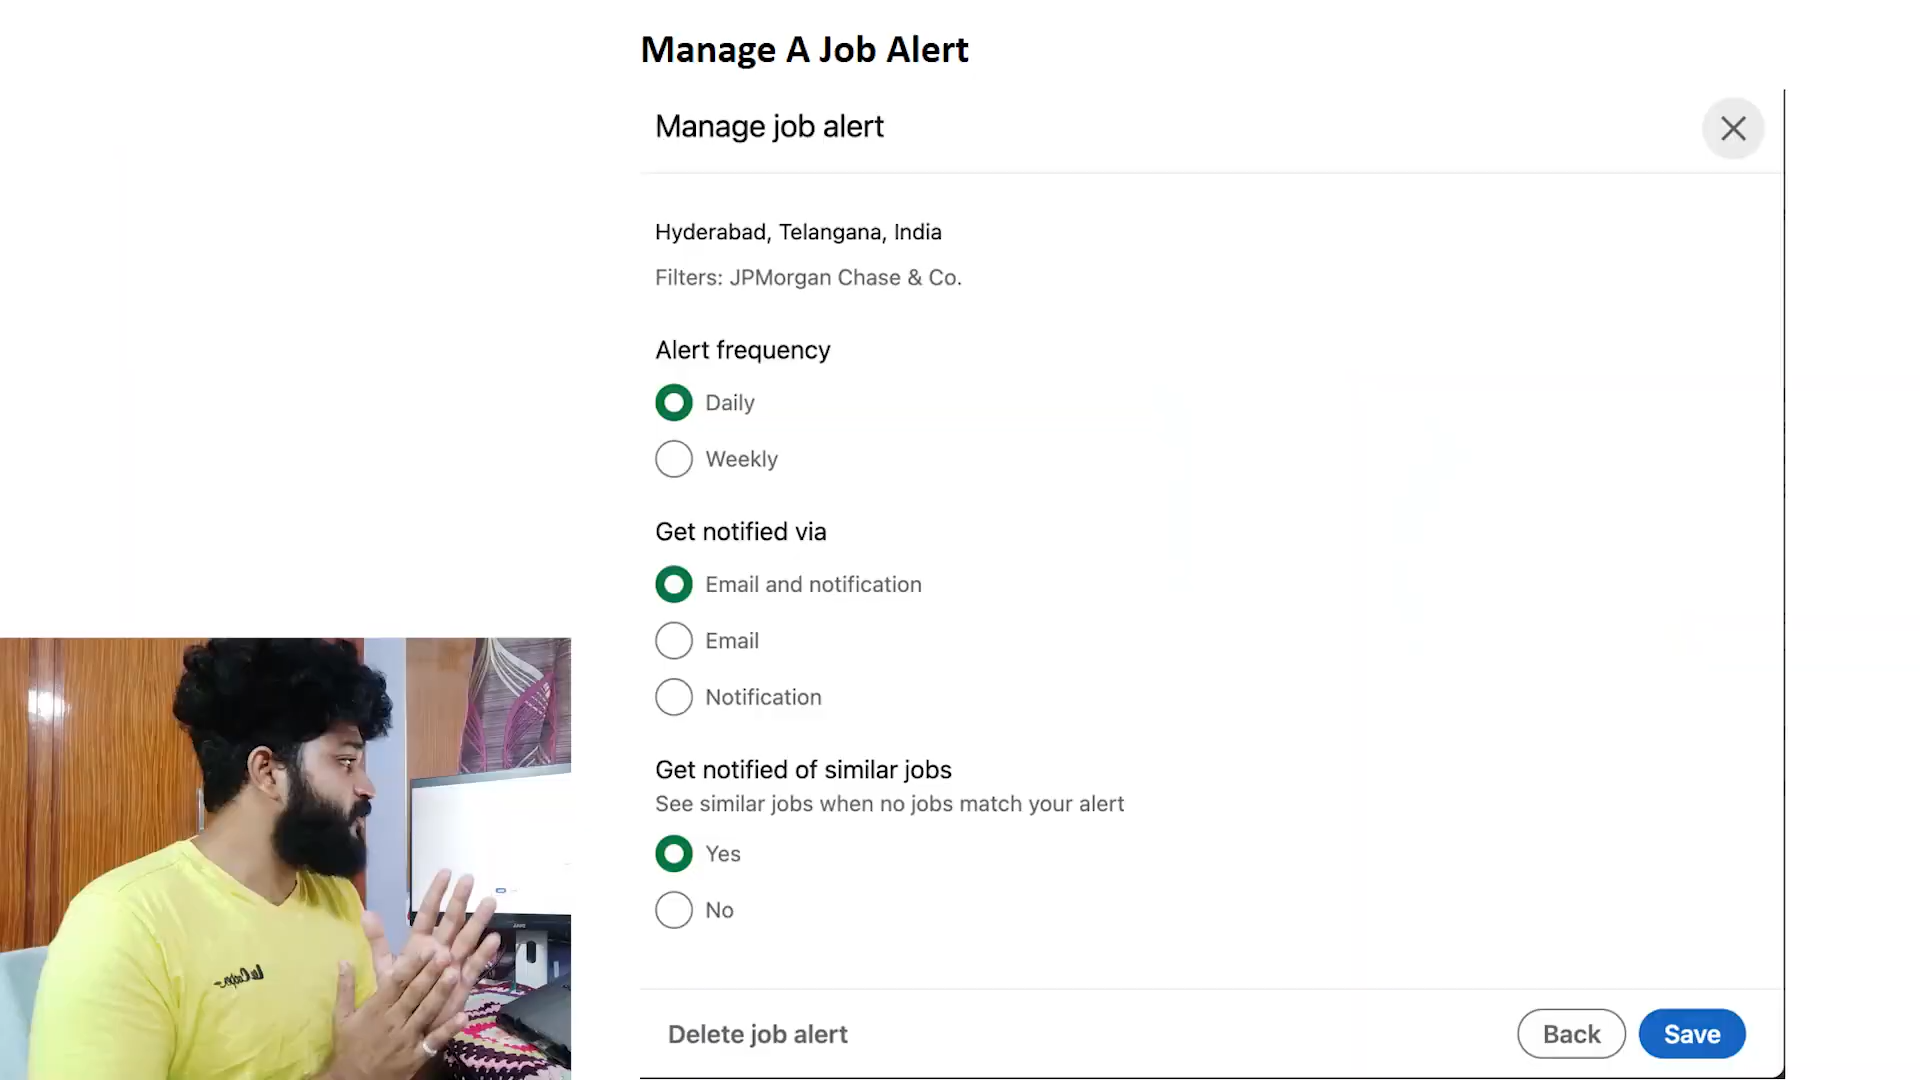 Manage A Job Alert
Manage job alert
Hyderabad, Telangana, India
Filters: JPMorgan Chase & Co.
Alert frequency
Daily
Weekly
Get notified via
Email and notification
Email
Notification
Get notified of similar jobs
See similar jobs when no jobs match your alert
Yes
No
Delete job alert
Back
Save